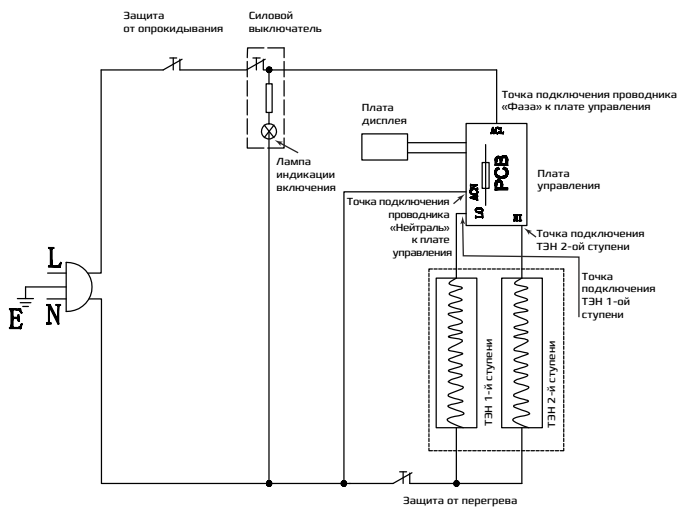 Защита
от опрокидывания
Силовой
выключатель
Точка подключения проводника
«Фаза» к плате управления
Плата
дисплея
ACL
Лампа
индикации
включения
PCB
Плата
управления
ACN
Точка подключения
проводника
«Нейтраль»
к плате
управления
LO
HI
Точка подключения
ТЭН 2-ой ступени
L
E
N
Точка
подключения
ТЭН 1-ой
ступени
ТЭН 1-й ступени
ТЭН 2-й ступени
Защита от перегрева